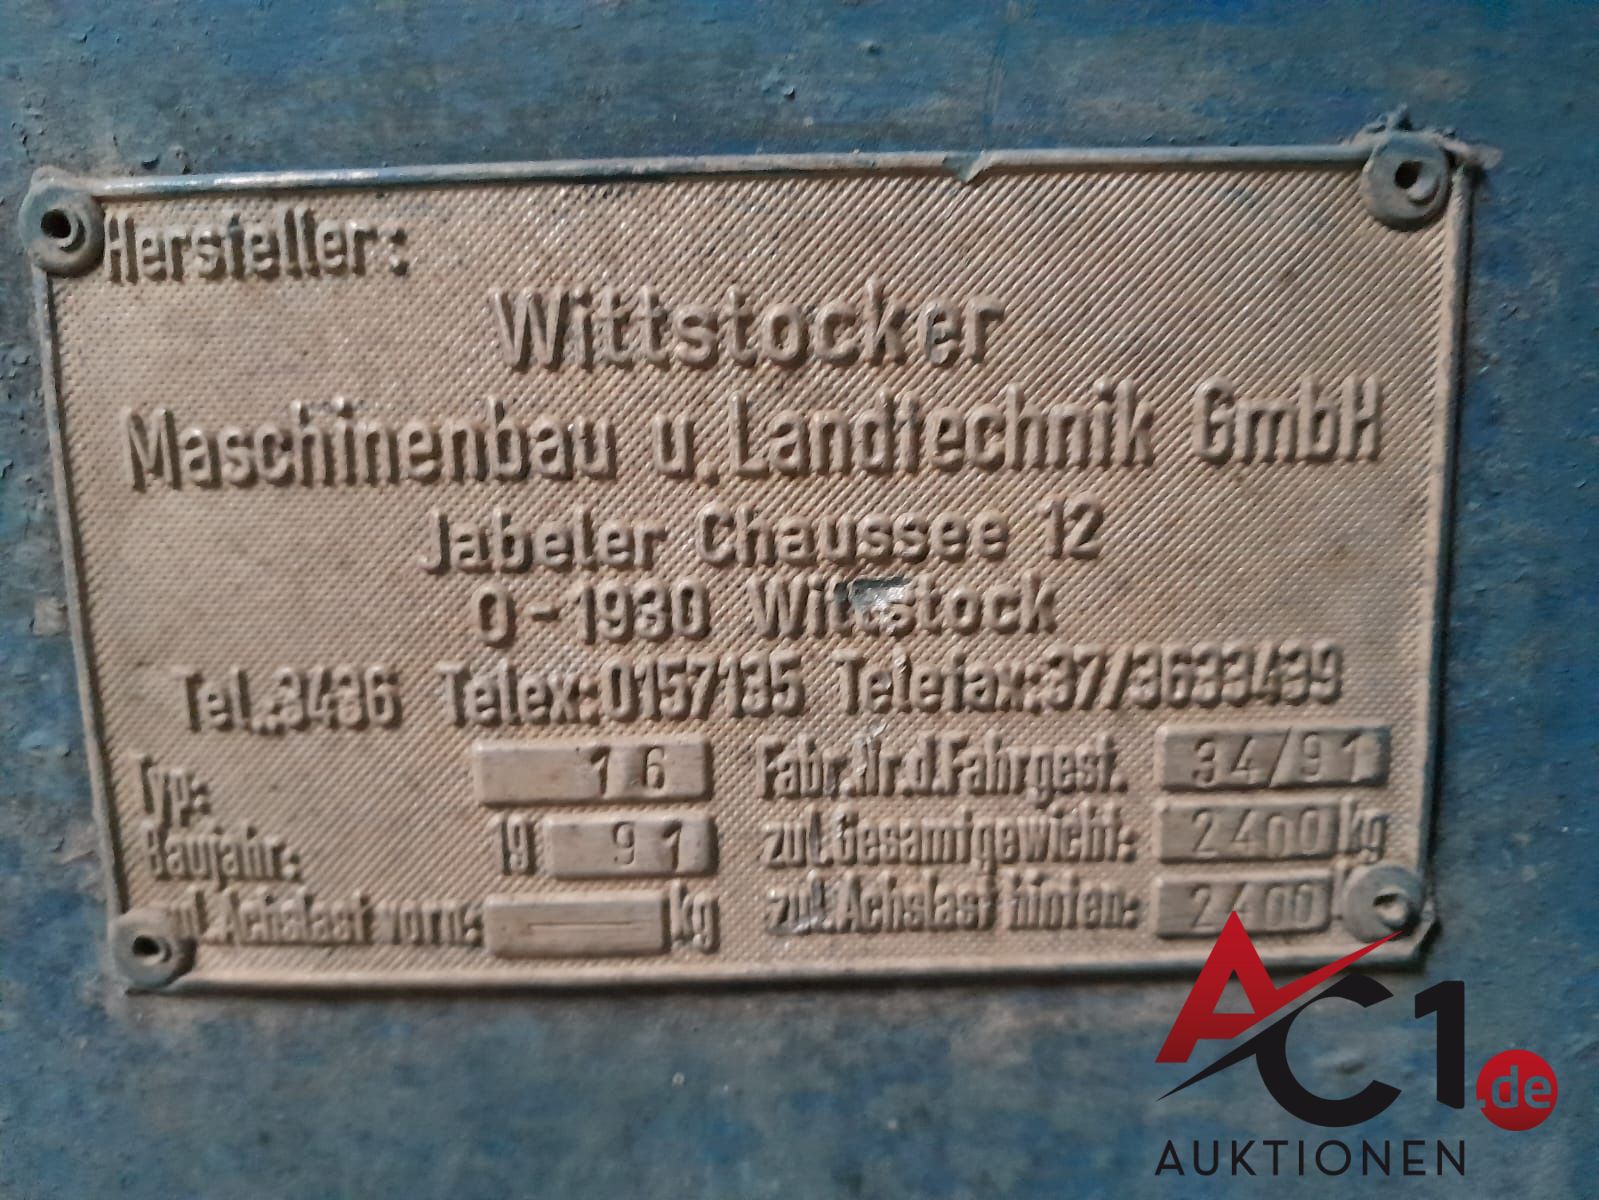 Hersteller:
Wittstocker
Maschinenbau u. Landtechnik GmbH
Jabeler Chaussee 12
O-1930 Wittstock
Tel.:3436 Telex:0157135 Telefax:37/3633439
Typ: 16 Fabr.Nr.d.Fahrgest. 34/91
Baujahr: 19 91 zul.Gesamtgewicht: 2400 kg
zul.Achslast vorn: — kg zul.Achslast hinten: 2400
AC1.de
AUKTIONEN